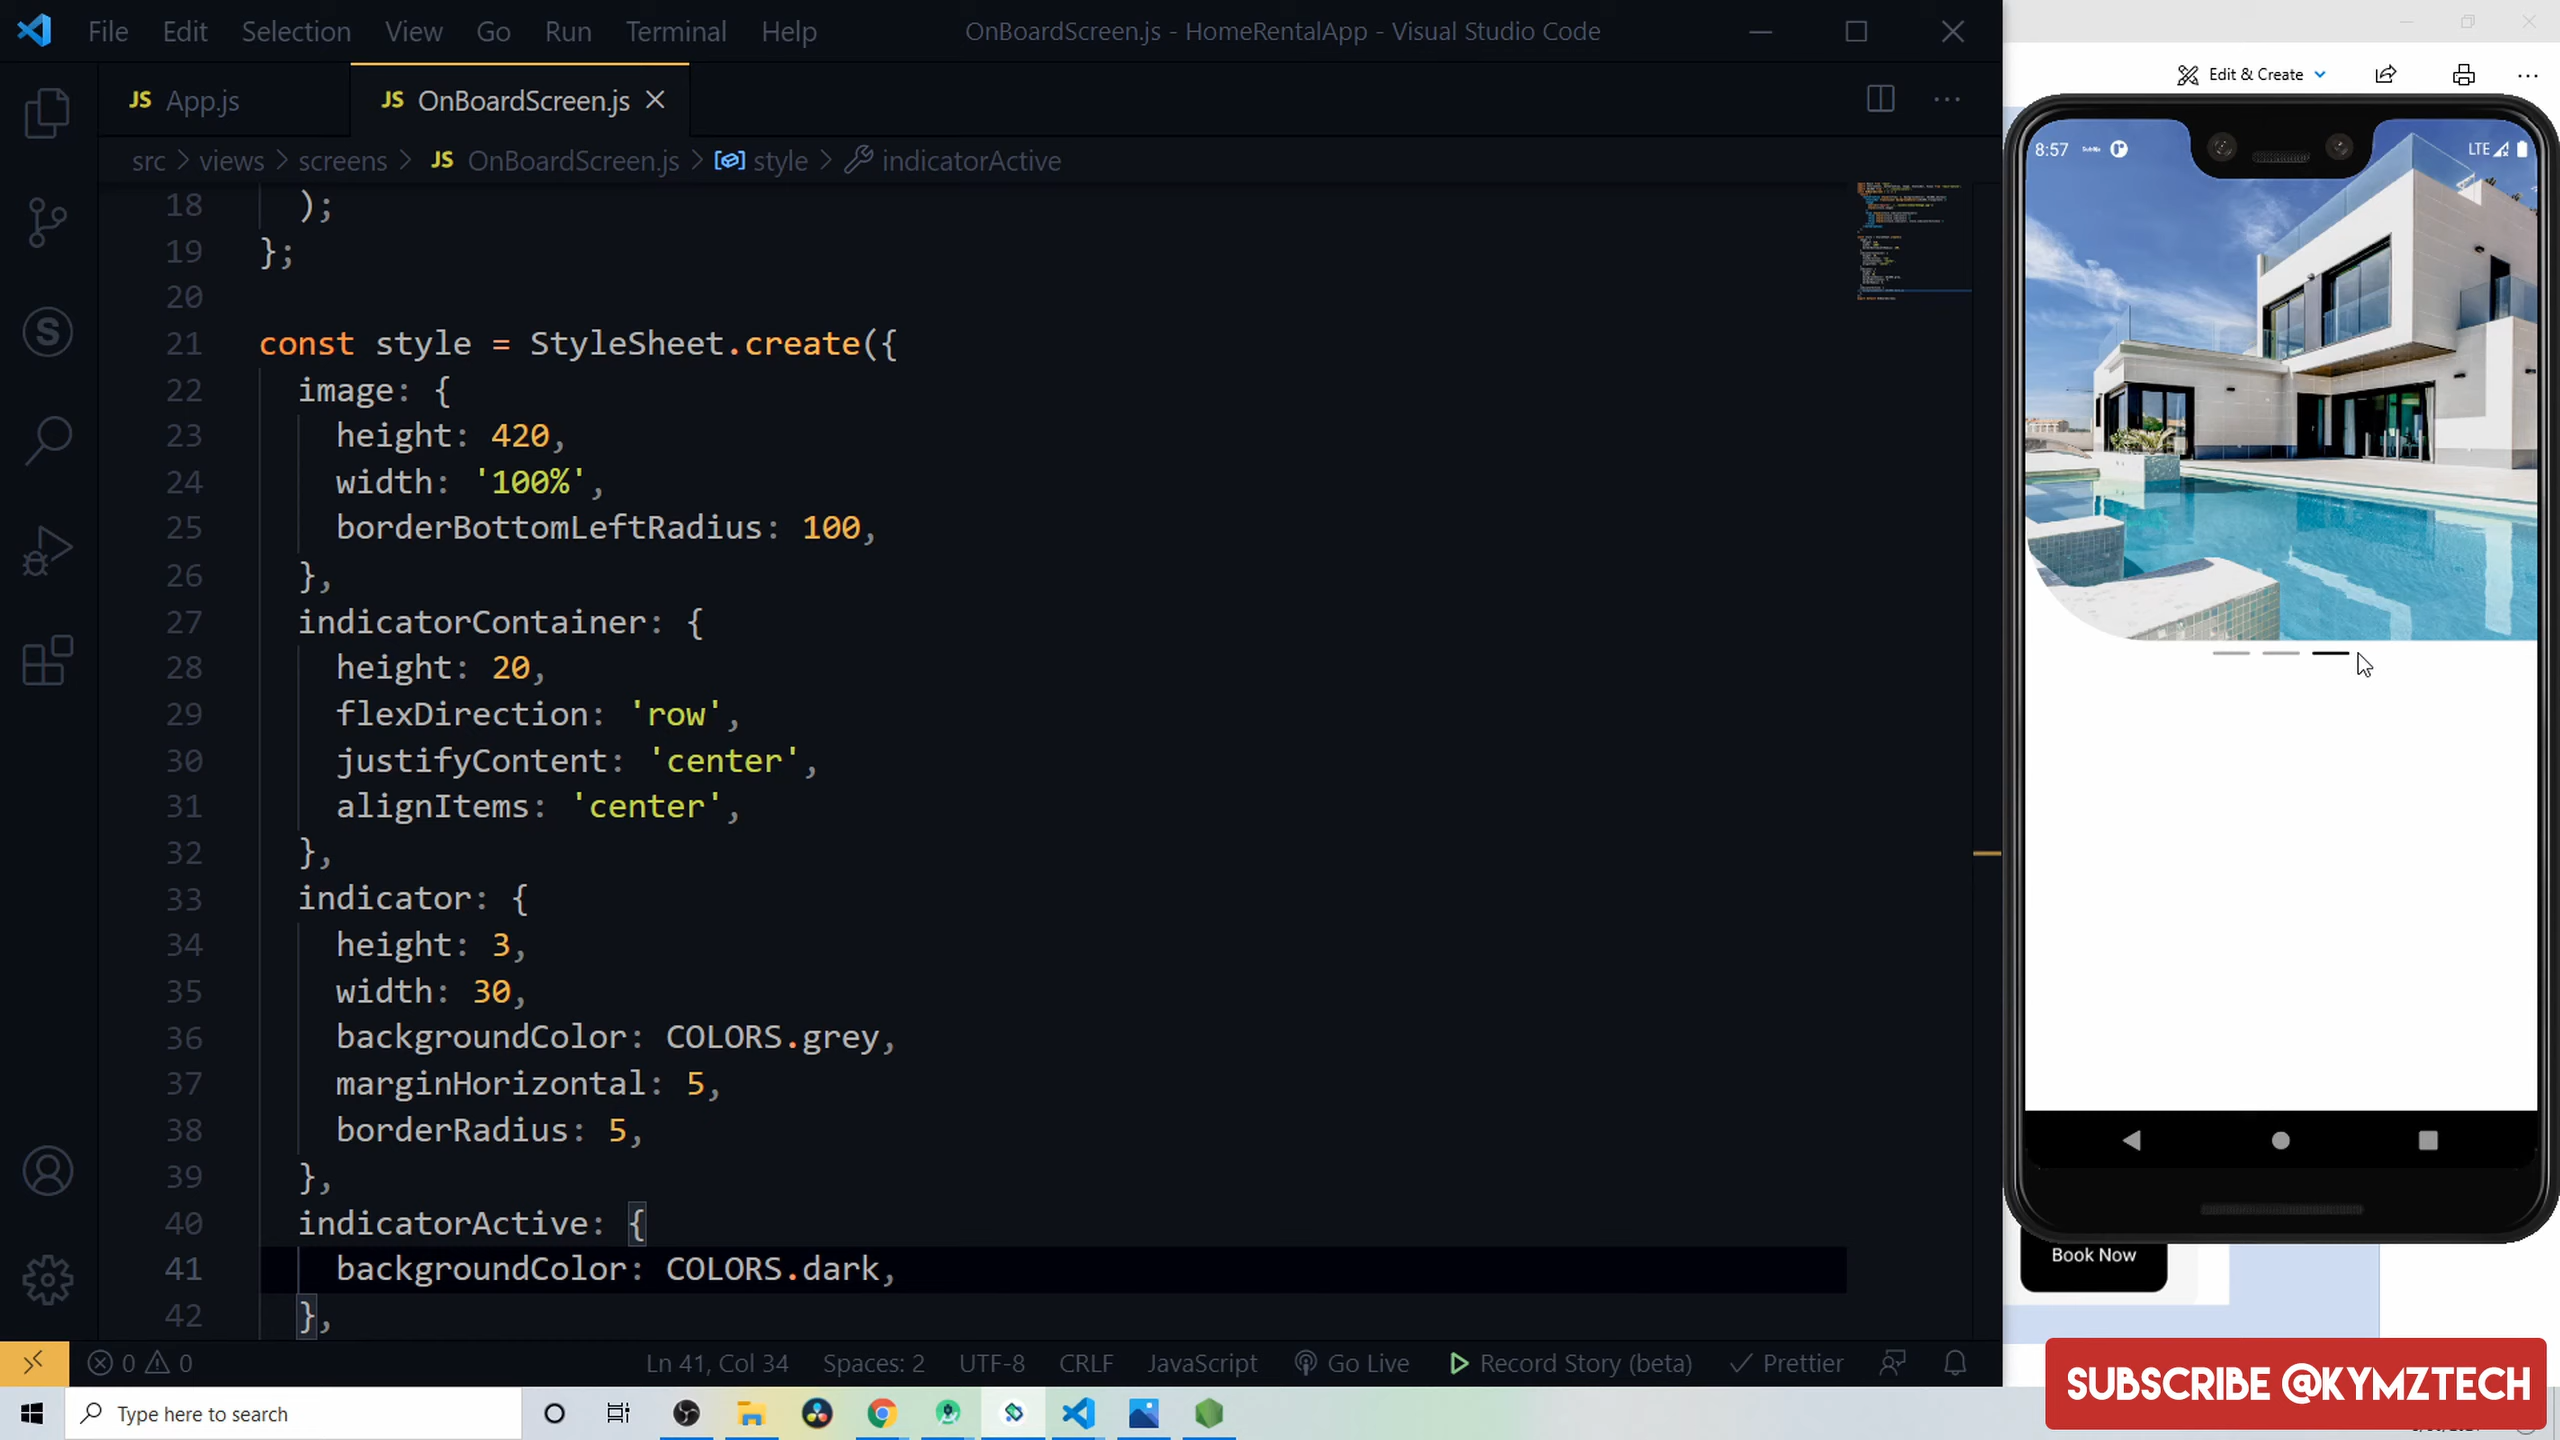 File Edit Selection View Go Run Terminal Help OnBoardScreen.js - HomeRentalApp - Visual Studio Code
JS App.js JS OnBoardScreen.js
src > views > screens > JS OnBoardScreen.js > style > indicatorActive
18 );
19 };
20
21 const style = StyleSheet.create({
22 image: {
23 height: 420,
24 width: '100%',
25 borderBottomLeftRadius: 100,
26 },
27 indicatorContainer: {
28 height: 20,
29 flexDirection: 'row',
30 justifyContent: 'center',
31 alignItems: 'center',
32 },
33 indicator: {
34 height: 3,
35 width: 30,
36 backgroundColor: COLORS.grey,
37 marginHorizontal: 5,
38 borderRadius: 5,
39 },
40 indicatorActive: {
41 backgroundColor: COLORS.dark,
42 },
0 0 Ln 41, Col 34 Spaces: 2 UTF-8 CRLF JavaScript Go Live Record Story (beta) Prettier
Type here to search
Edit & Create
8:57 LTE
Book Now
SUBSCRIBE @KYMZTECH